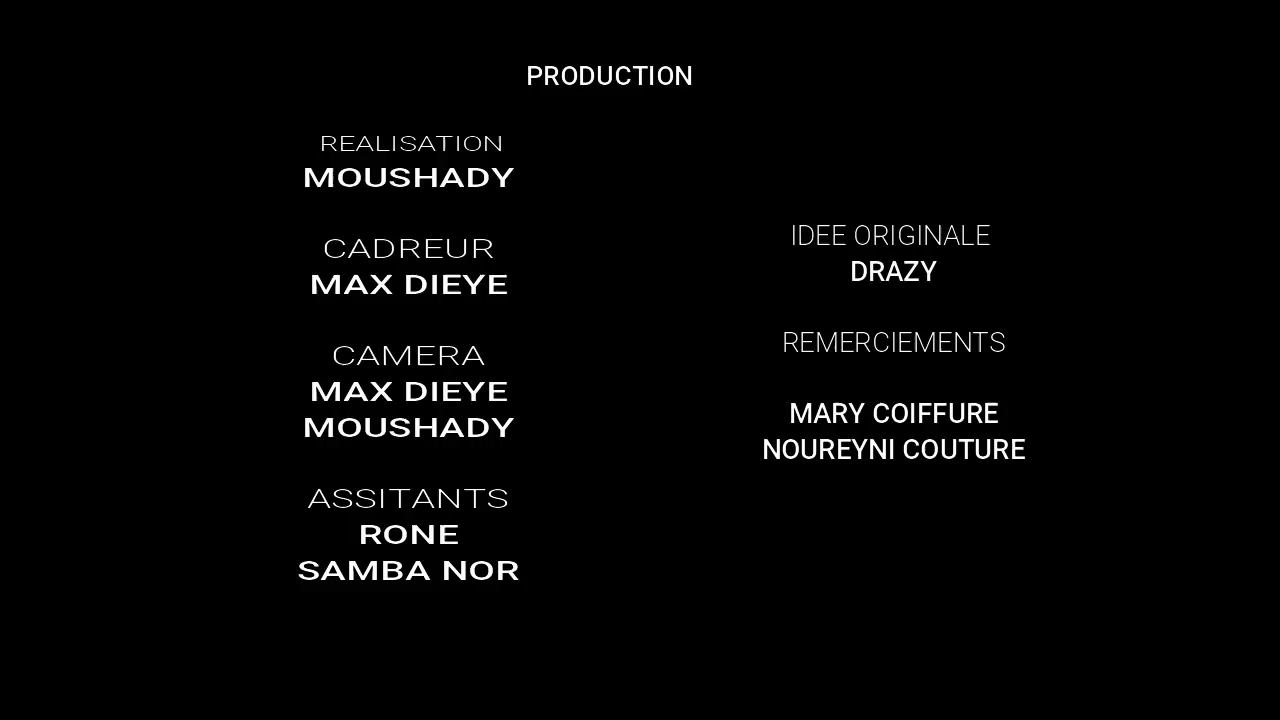 PRODUCTION
REALISATION
MOUSHADY
CADREUR
MAX DIEYE
CAMERA
MAX DIEYE
MOUSHADY
ASSITANTS
RONE
SAMBA NOR
IDEE ORIGINALE
DRAZY
REMERCIEMENTS
MARY COIFFURE
NOUREYNI COUTURE